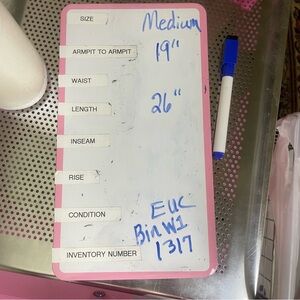 SIZE Medium
ARMPIT TO ARMPIT 19"
WAIST
LENGTH 26"
INSEAM
RISE
CONDITION EUC
Bin W1
INVENTORY NUMBER 1317